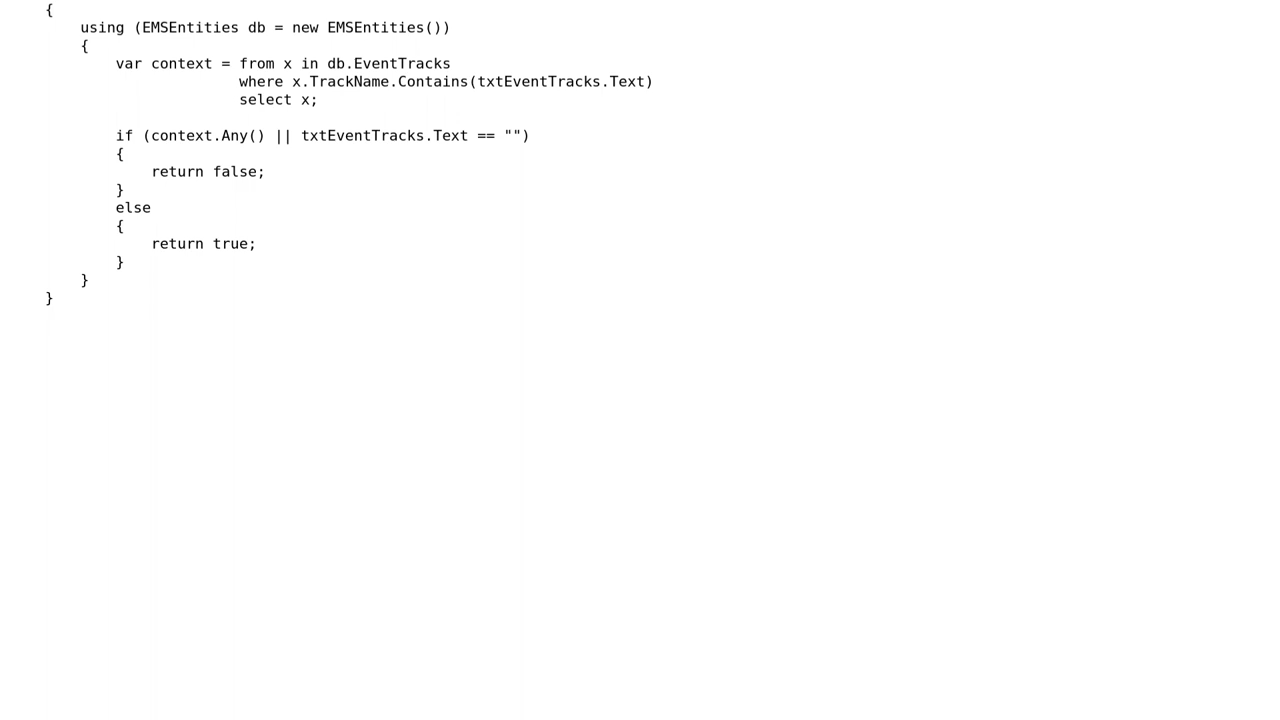 {
    using (EMSEntities db = new EMSEntities())
    {
        var context = from x in db.EventTracks
                      where x.TrackName.Contains(txtEventTracks.Text)
                      select x;

        if (context.Any() || txtEventTracks.Text == "")
        {
            return false;
        }
        else
        {
            return true;
        }
    }
}